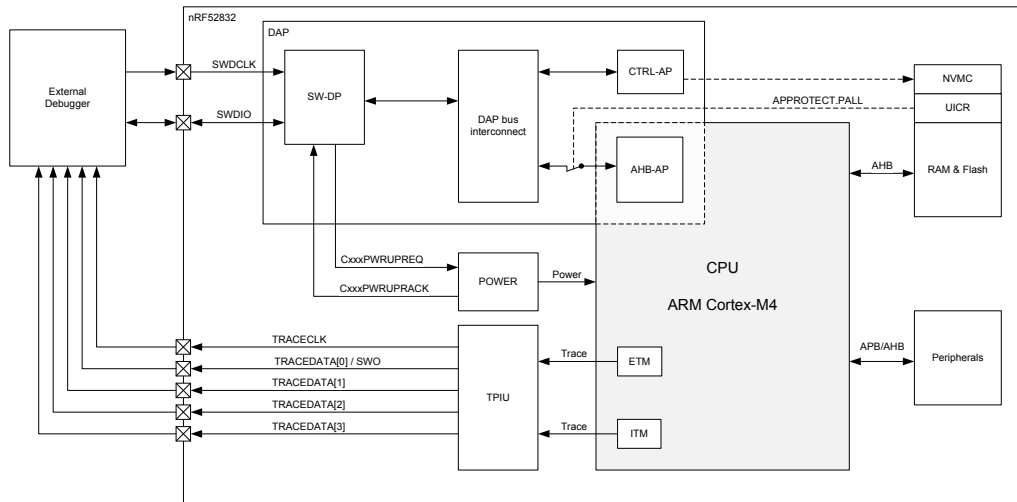 nRF52832
DAP
External
Debugger
SWDCLK
SWDIO
SW-DP
DAP bus
interconnect
CTRL-AP
NVMC
APPROTECT.PALL
UICR
AHB-AP
AHB
RAM & Flash
CxxxPWRUPREQ
CxxxPWRUPRACK
POWER
Power
CPU
ARM Cortex-M4
TRACECLK
TRACEDATA[0] / SWO
TRACEDATA[1]
TRACEDATA[2]
TRACEDATA[3]
TPIU
Trace
ETM
Trace
ITM
APB/AHB
Peripherals